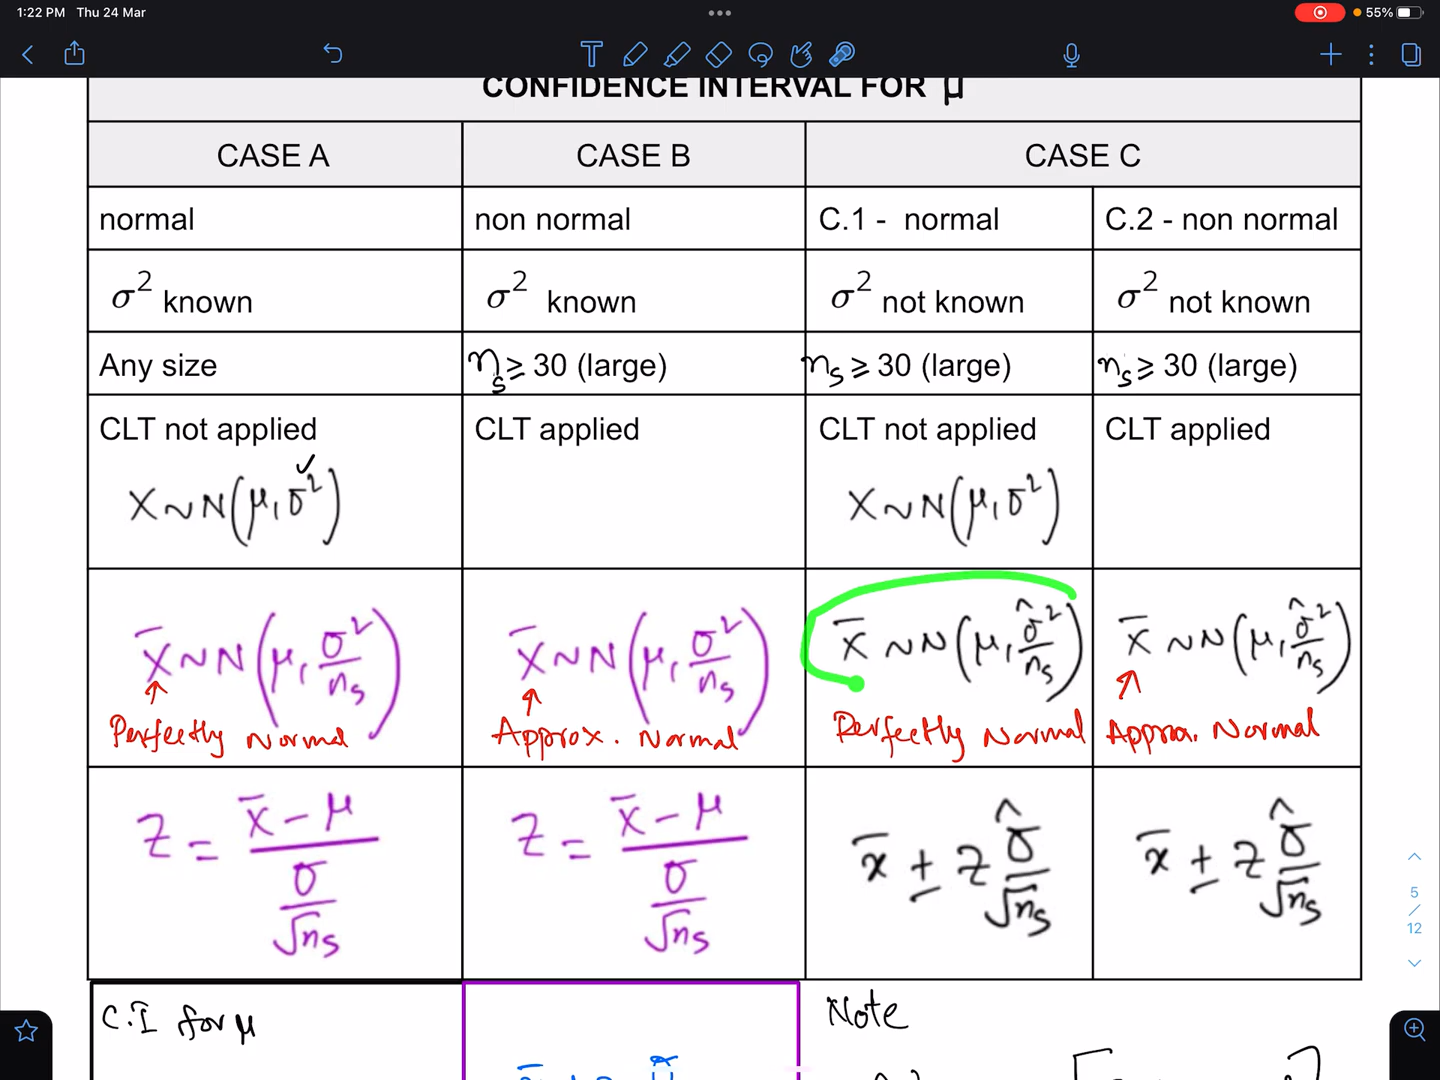 1:22 PM Thu 24 Mar
55%
CONFIDENCE INTERVAL FOR μ
CASE A CASE B CASE C
normal non normal C.1 - normal C.2 - non normal
σ² known σ² known σ² not known σ² not known
Any size nₛ ⩾ 30 (large) nₛ ⩾ 30 (large) nₛ ⩾ 30 (large)
CLT not applied CLT applied CLT not applied CLT applied
X ~ N(μ, σ²) ✓ X ~ N(μ, σ²)
X̄ ~ N(μ, σ²/nₛ) X̄ ~ N(μ, σ²/nₛ) X̄ ~ N(μ, σ̂²/nₛ) X̄ ~ N(μ, σ̂²/nₛ)
↑ ↑ ↑
Perfectly Normal Approx. Normal Perfectly Normal Approx. Normal
Z = (x̄ - μ)/(σ/√nₛ) Z = (x̄ - μ)/(σ/√nₛ) x̄ ± z σ̂/√nₛ x̄ ± z σ̂/√nₛ
5
/
12
C.I for μ
Note